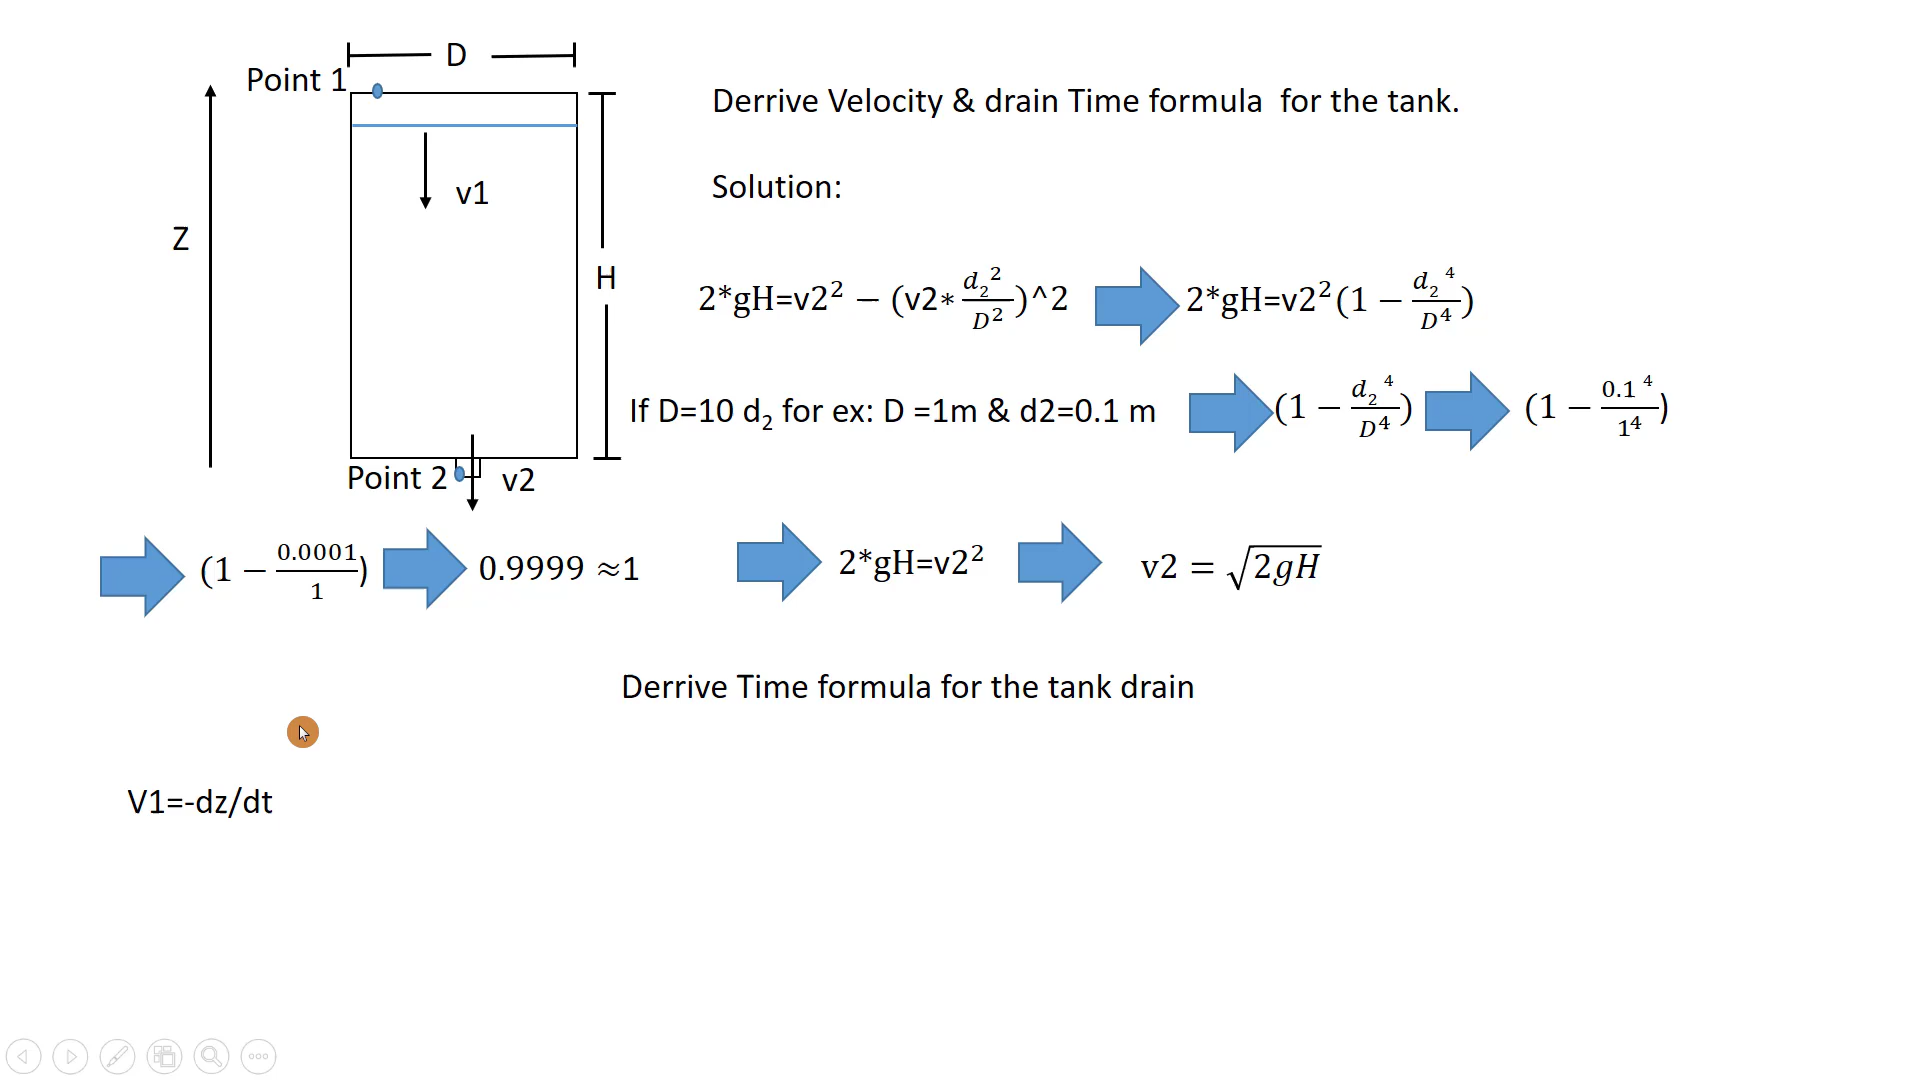 D
Point 1
Derrive Velocity & drain Time formula for the tank.
v1
Solution:
Z
H
2*gH=v2² − (v2∗ d₂²/D²)^2
2*gH=v2²(1 − d₂⁴/D⁴)
If D=10 d₂ for ex: D =1m & d2=0.1 m
(1 − d₂⁴/D⁴)
(1 − 0.1⁴/1⁴)
Point 2
v2
(1 − 0.0001/1)
0.9999 ≈1
2*gH=v2²
v2 = √2gH
Derrive Time formula for the tank drain
V1=-dz/dt